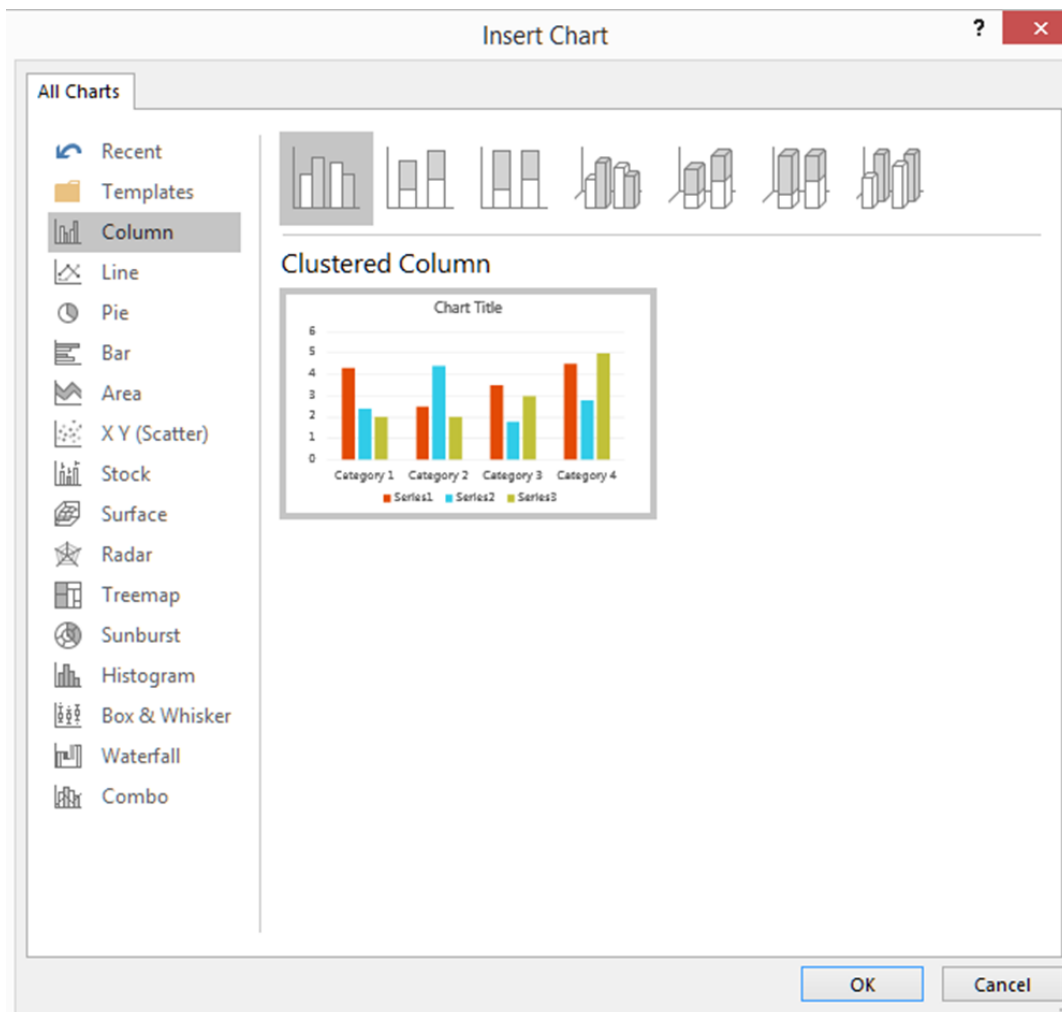 Insert Chart
?
All Charts
Recent
Templates
Column
Line
Pie
Bar
Area
X Y (Scatter)
Stock
Surface
Radar
Treemap
Sunburst
Histogram
Box & Whisker
Waterfall
Combo
Clustered Column
Chart Title
6
5
4
3
2
1
0
Category 1 Category 2 Category 3 Category 4
Series1 Series2 Series3
OK Cancel